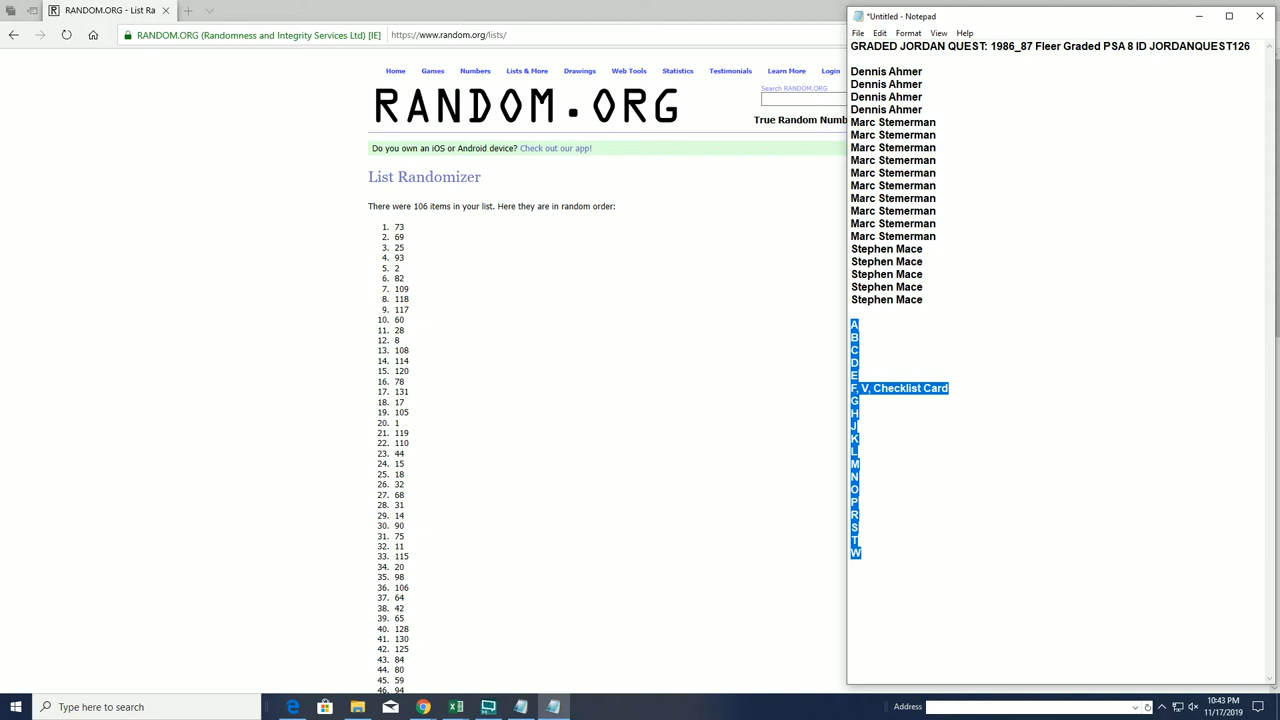 RANDOM.ORG - List Ra
RANDOM.ORG (Randomness and Integrity Services Ltd) [IE]
https://www.random.org/lists/
Home Games Numbers Lists & More Drawings Web Tools Statistics Testimonials Learn More Login
RANDOM.ORG
Search RANDOM.ORG
True Random Numb
Do you own an iOS or Android device? Check out our app!
List Randomizer
There were 106 items in your list. Here they are in random order:
1. 73
2. 69
3. 25
4. 93
5. 2
6. 82
7. 109
8. 118
9. 117
10. 60
11. 28
12. 8
13. 108
14. 114
15. 120
16. 78
17. 131
18. 17
19. 105
20. 1
21. 119
22. 110
23. 44
24. 15
25. 18
26. 32
27. 68
28. 31
29. 14
30. 90
31. 75
32. 11
33. 115
34. 20
35. 98
36. 106
37. 64
38. 42
39. 65
40. 128
41. 130
42. 125
43. 84
44. 80
45. 59
46. 94
*Untitled - Notepad
File Edit Format View Help
GRADED JORDAN QUEST: 1986_87 Fleer Graded PSA 8 ID JORDANQUEST126
Dennis Ahmer
Dennis Ahmer
Dennis Ahmer
Dennis Ahmer
Marc Stemerman
Marc Stemerman
Marc Stemerman
Marc Stemerman
Marc Stemerman
Marc Stemerman
Marc Stemerman
Marc Stemerman
Marc Stemerman
Marc Stemerman
Stephen Mace
Stephen Mace
Stephen Mace
Stephen Mace
Stephen Mace
A
B
C
D
E
F, V, Checklist Card
G
H
J
K
L
M
N
O
P
R
S
T
W
Type here to search
Address
10:43 PM
11/17/2019